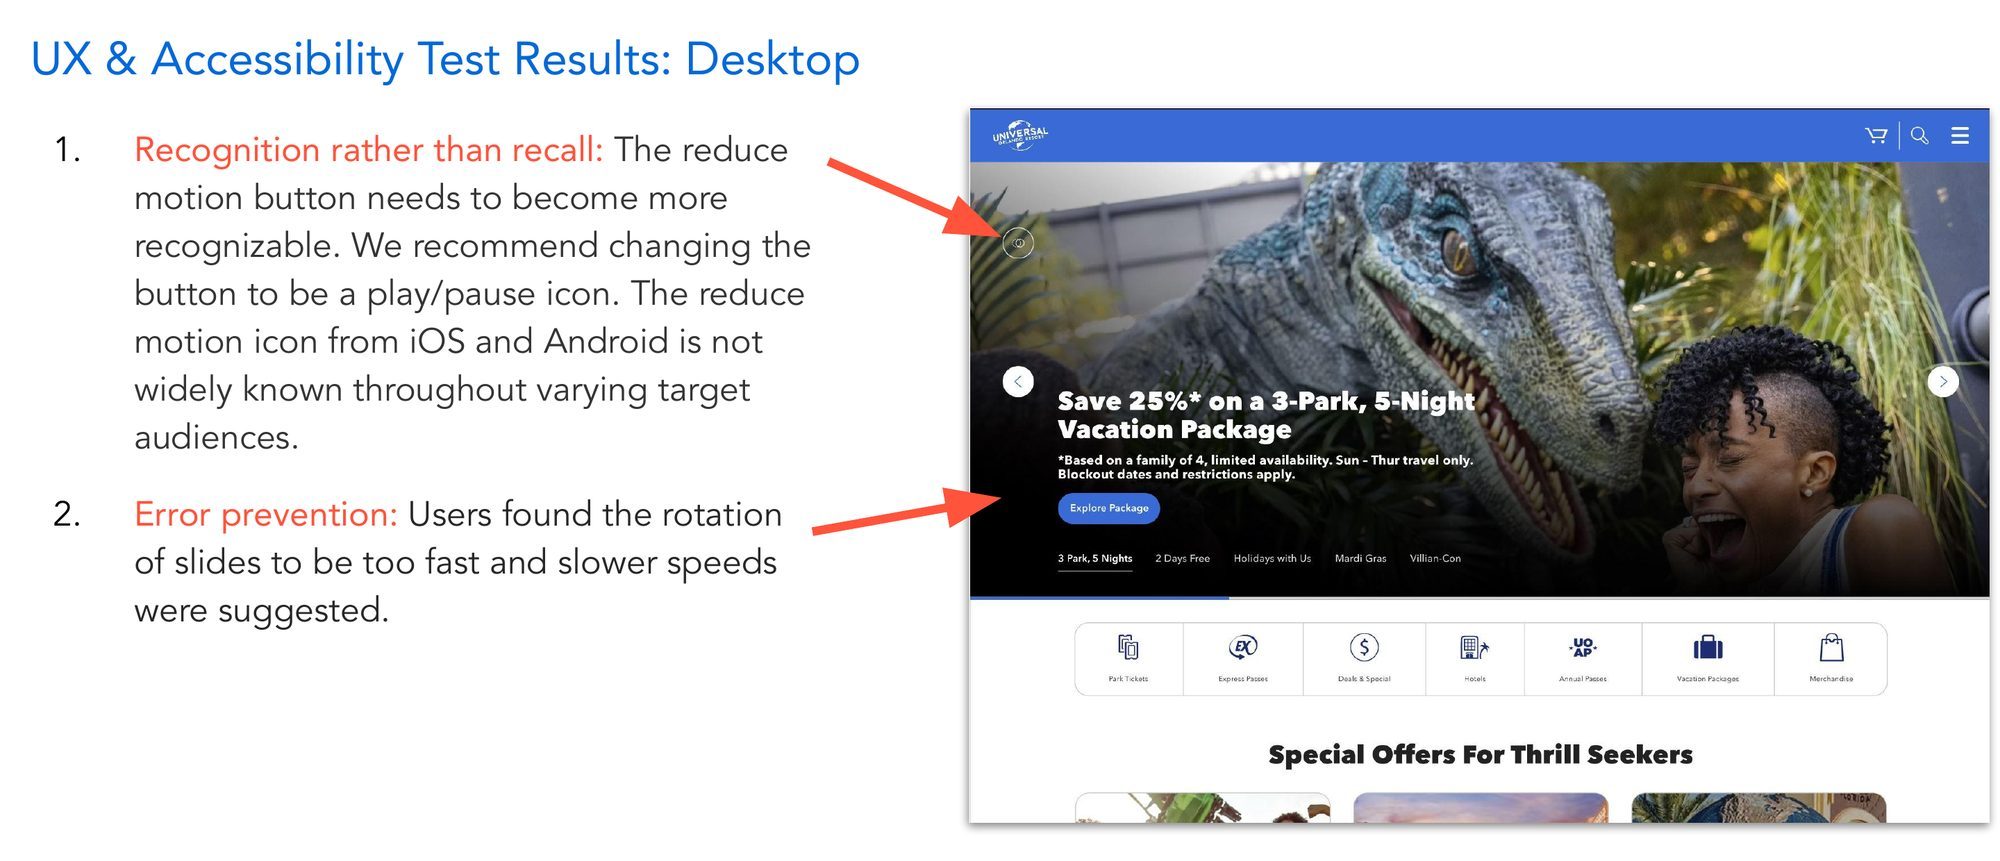 UX & Accessibility Test Results: Desktop
1. Recognition rather than recall: The reduce
motion button needs to become more
recognizable. We recommend changing the
button to be a play/pause icon. The reduce
motion icon from iOS and Android is not
widely known throughout varying target
audiences.
2. Error prevention: Users found the rotation
of slides to be too fast and slower speeds
were suggested.
UNIVERSAL
ORLANDO RESORT
Save 25%* on a 3-Park, 5-Night
Vacation Package
*Based on a family of 4, limited availability. Sun – Thur travel only.
Blockout dates and restrictions apply.
Explore Package
3 Park, 5 Nights 2 Days Free Holidays with Us Mardi Gras Villian-Con
EX $ UO AP
Park Tickets Express Passes Deals & Special Hotels Annual Passes Vacation Packages Merchandise
Special Offers For Thrill Seekers
FLORIDA